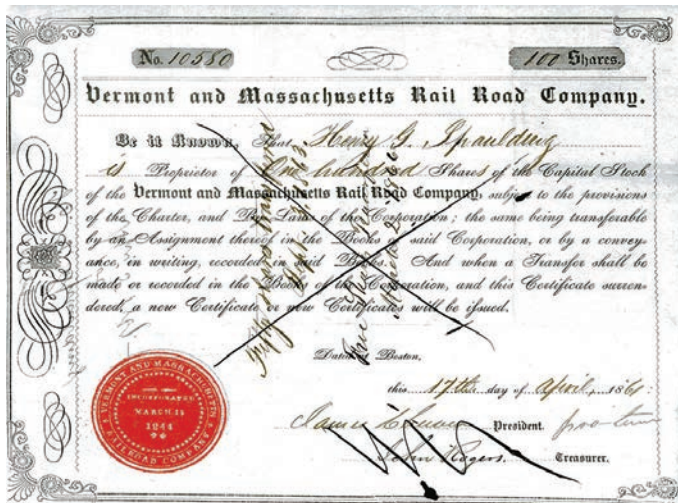 No. 10580
100 Shares.
Vermont and Massachusetts Rail Road Company.
Be it Known, That Henry G. Spaulding
is Proprietor of One hundred Shares of the Capital Stock
of the Vermont and Massachusetts Rail Road Company, subject to the provisions
of the Charter, and Bye Laws of the Corporation; the same being transferable
by an Assignment thereof in the Books of said Corporation, or by a convey-
ance, in writing, recorded in said Books. And when a Transfer shall be
made or recorded in the Books of the Corporation, and this Certificate surren-
dered, a new Certificate or new Certificates will be issued.
Dated at Boston,
this 17th day of April, 1861:
James President. pro tem
John Rogers. Treasurer.
VERMONT AND MASSACHUSETTS
INCORPORATED
MARCH 15
1844
RAILROAD COMPANY